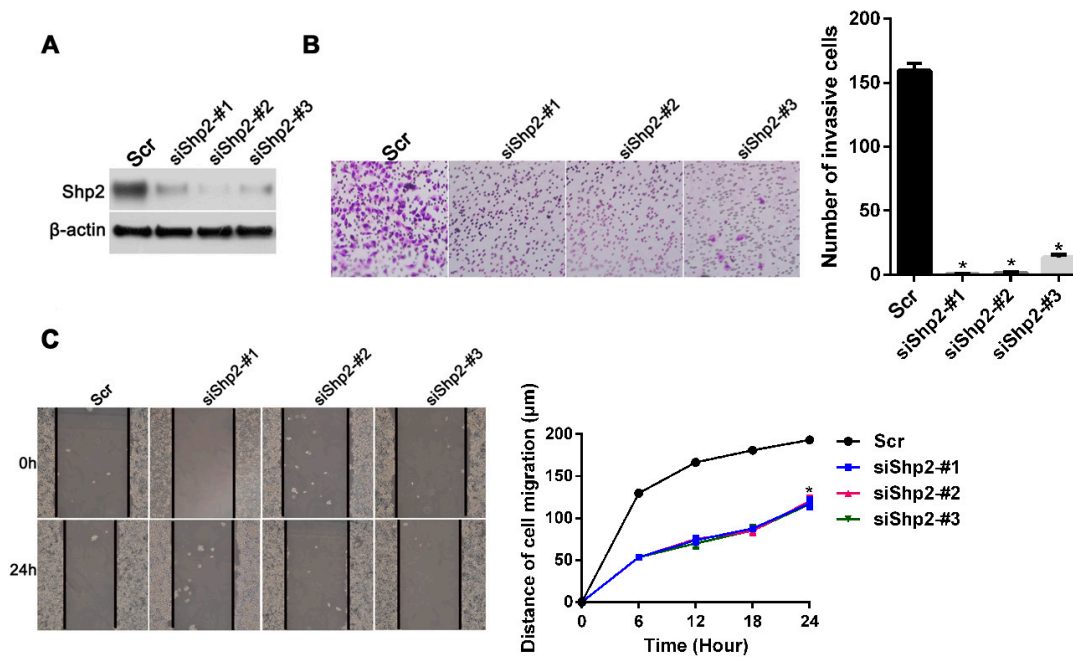 A
Scr
siShp2-#1
siShp2-#2
siShp2-#3
Shp2
β-actin
B
Scr
siShp2-#1
siShp2-#2
siShp2-#3
Number of invasive cells
200
150
100
50
0
*
*
*
Scr
siShp2-#1
siShp2-#2
siShp2-#3
C
Scr
siShp2-#1
siShp2-#2
siShp2-#3
0h
24h
Distance of cell migration (μm)
200
150
100
50
0
*
0 6 12 18 24
Time (Hour)
Scr
siShp2-#1
siShp2-#2
siShp2-#3